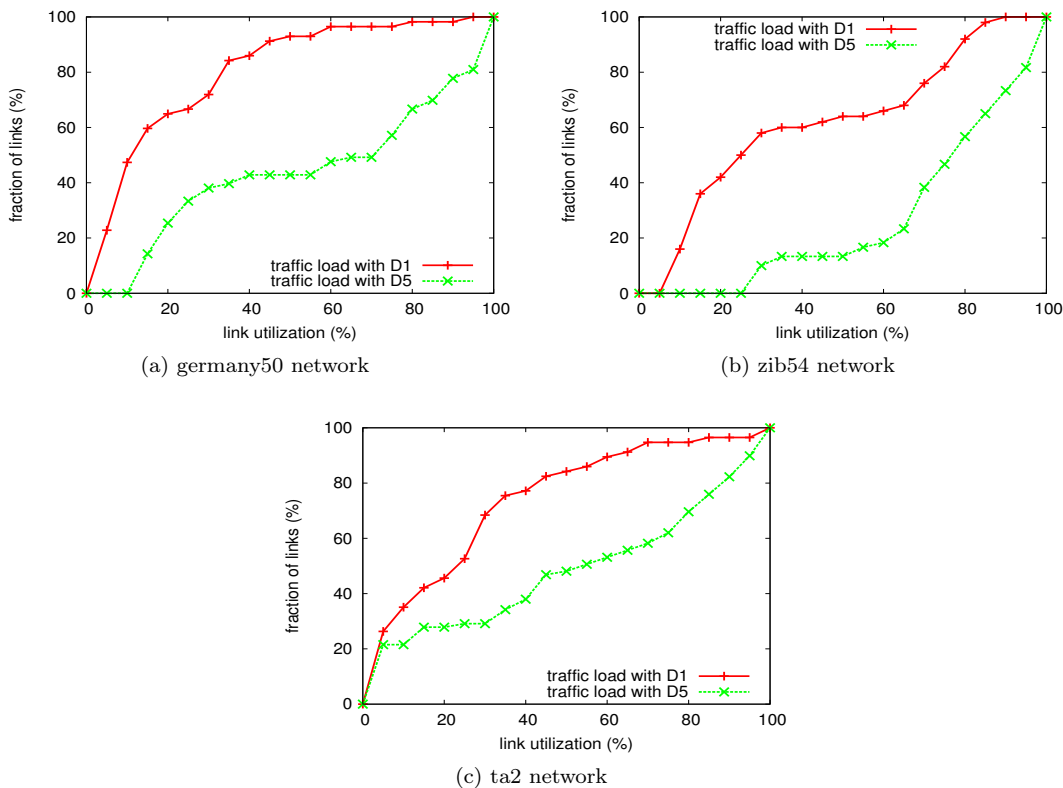 100
80
60
40
20
0
fraction of links (%)
traffic load with D1
traffic load with D5
0 20 40 60 80 100
link utilization (%)
(a) germany50 network
100
80
60
40
20
0
fraction of links (%)
traffic load with D1
traffic load with D5
0 20 40 60 80 100
link utilization (%)
(b) zib54 network
100
80
60
40
20
0
fraction of links (%)
traffic load with D1
traffic load with D5
0 20 40 60 80 100
link utilization (%)
(c) ta2 network